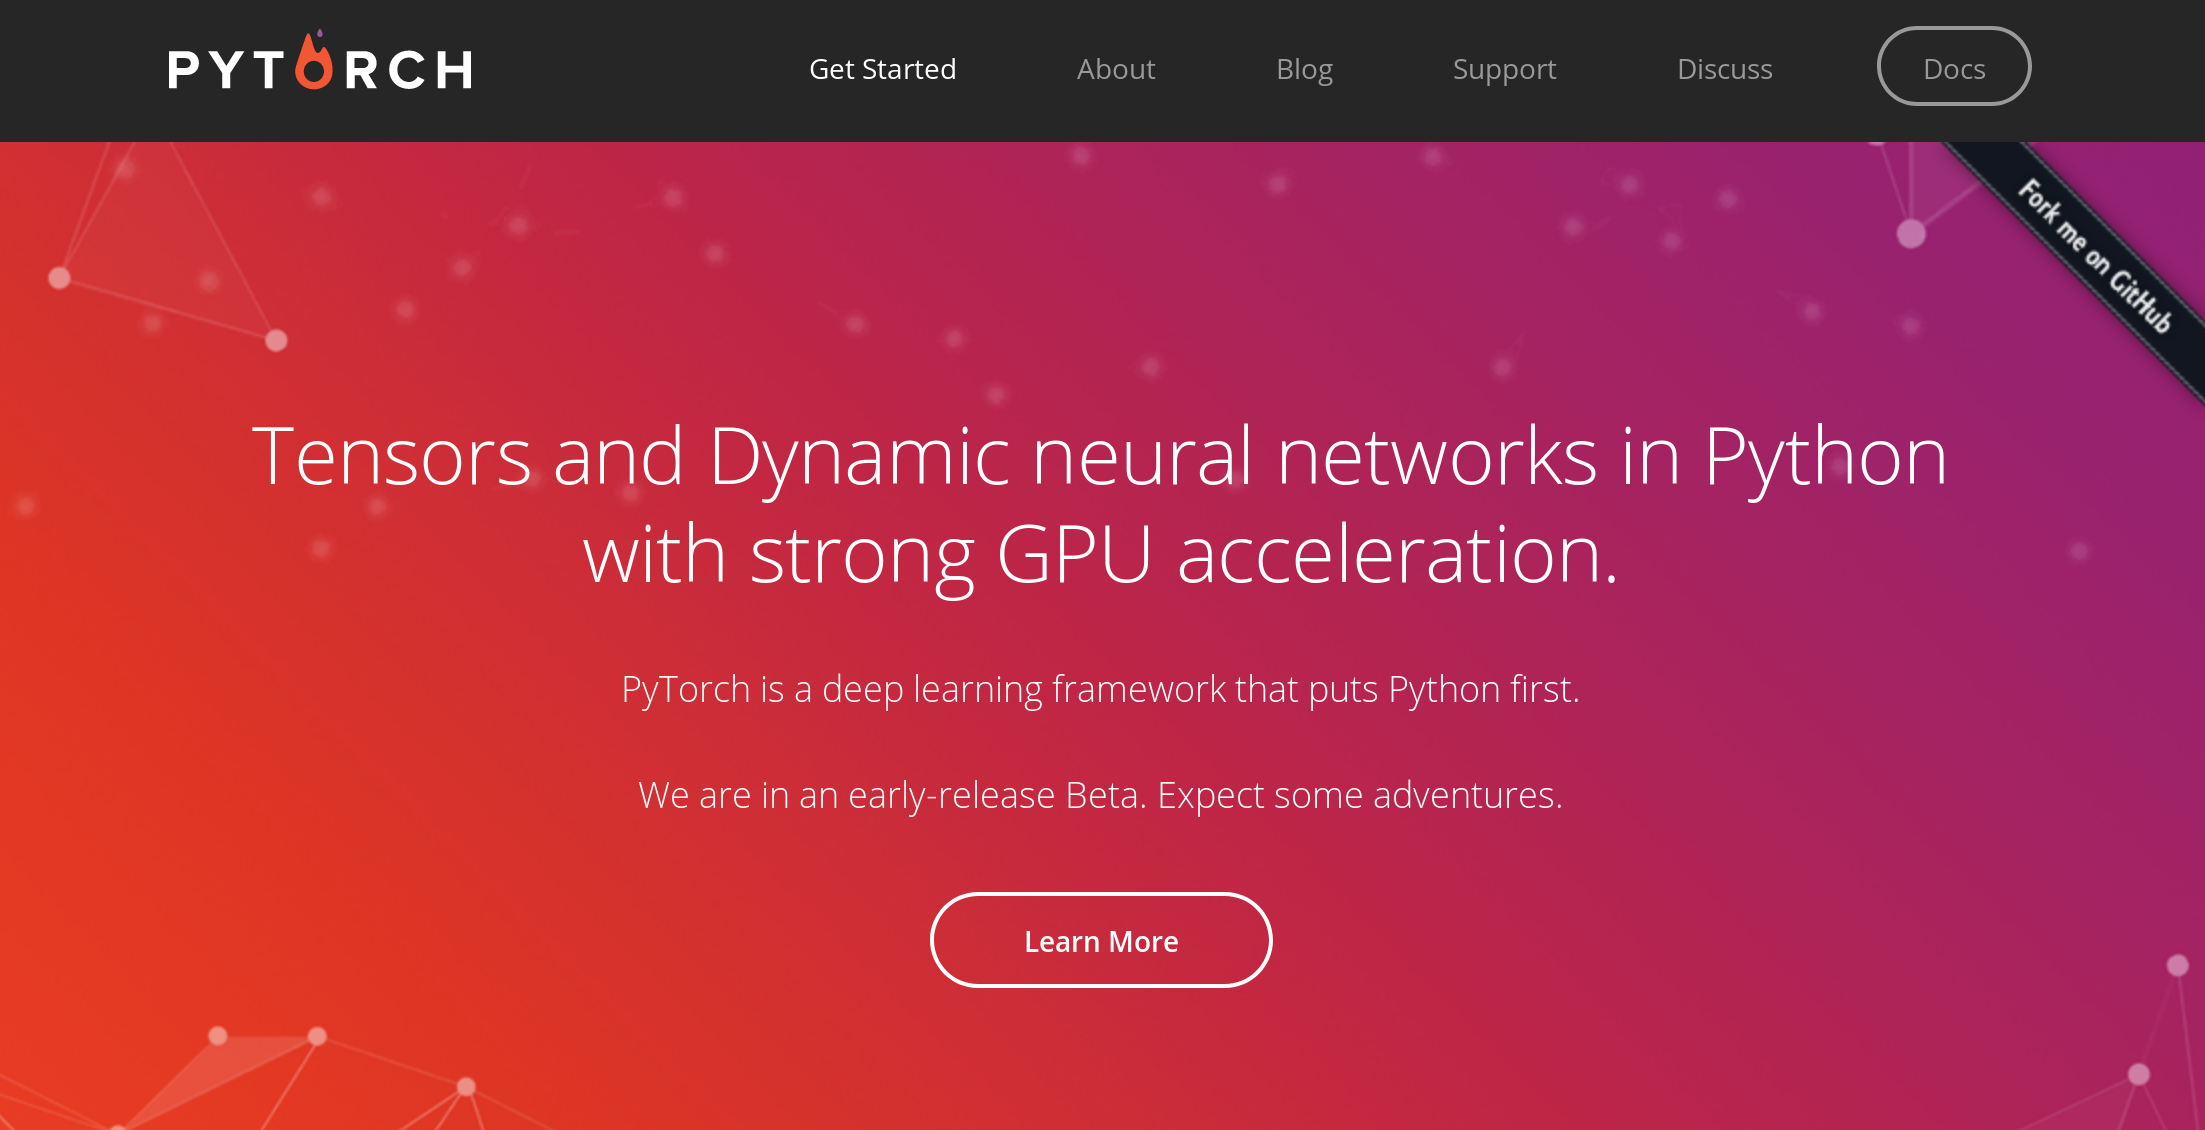 PYTORCH
Get Started
About
Blog
Support
Discuss
Docs
Fork me on GitHub
Tensors and Dynamic neural networks in Python
with strong GPU acceleration.
PyTorch is a deep learning framework that puts Python first.
We are in an early-release Beta. Expect some adventures.
Learn More